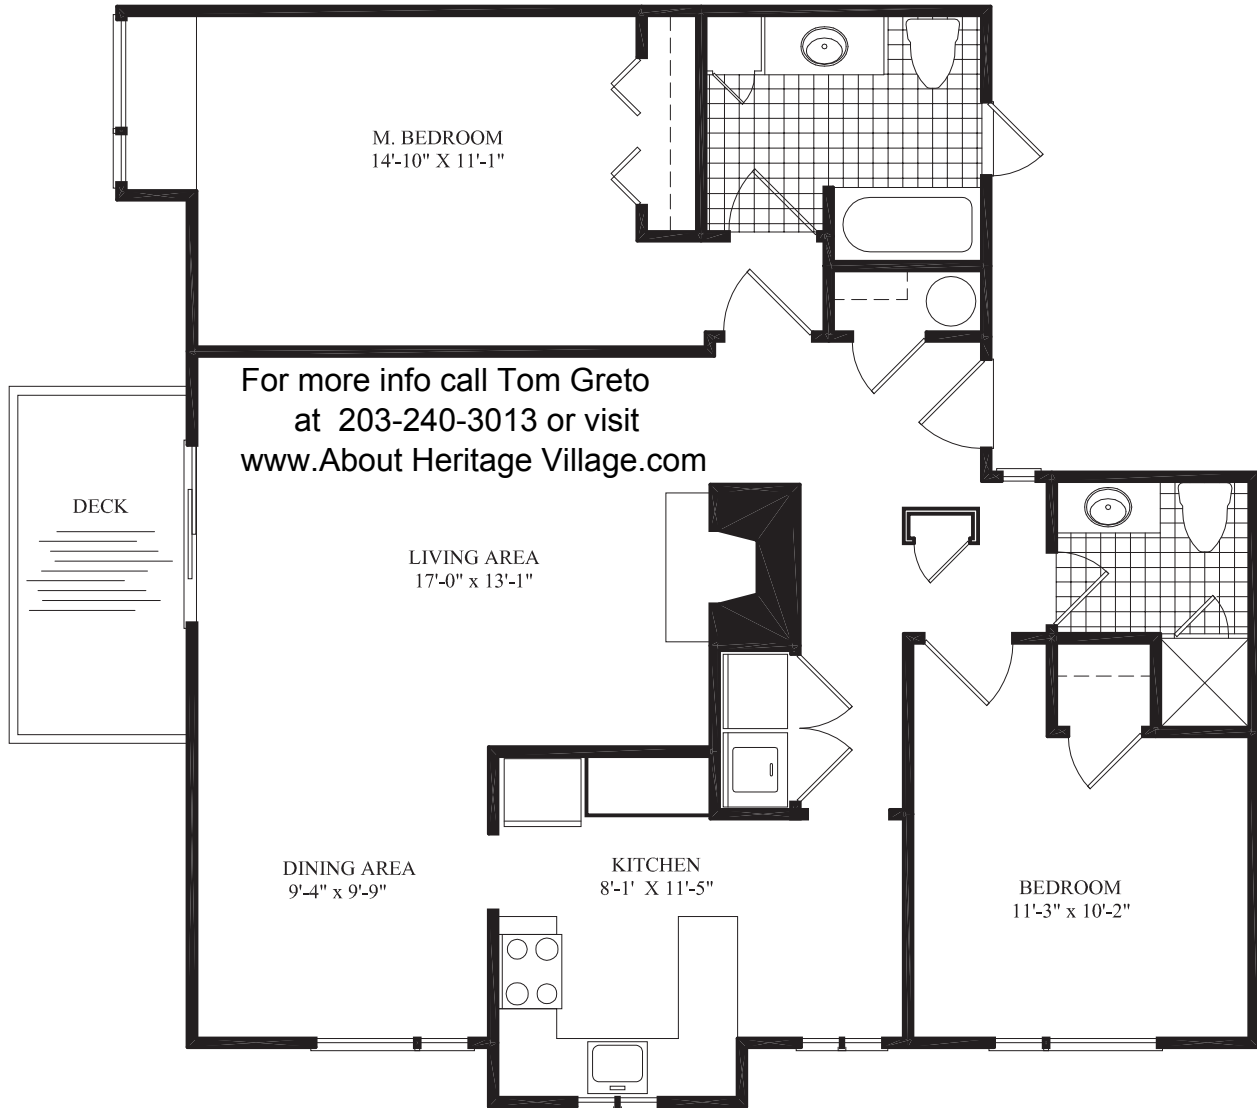 M. BEDROOM
14'-10" X 11'-1"
For more info call Tom Greto
at 203-240-3013 or visit
www.About Heritage Village.com
DECK
LIVING AREA
17'-0" x 13'-1"
DINING AREA
9'-4" x 9'-9"
KITCHEN
8'-1' X 11'-5"
BEDROOM
11'-3" x 10'-2"